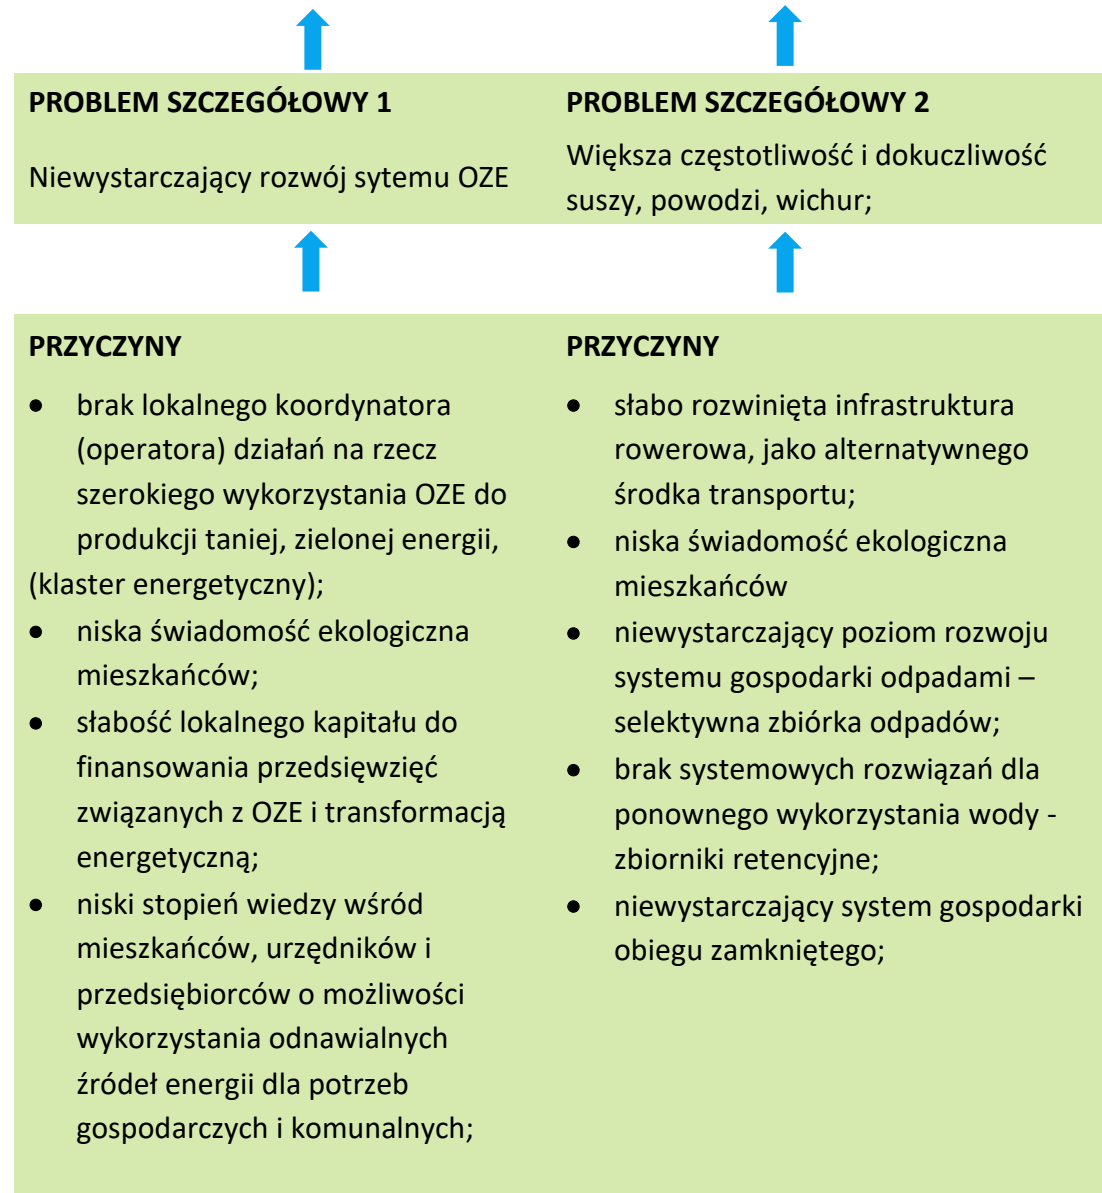 PROBLEM SZCZEGÓŁOWY 1
Niewystarczający rozwój sytemu OZE
PROBLEM SZCZEGÓŁOWY 2
Większa częstotliwość i dokuczliwość
suszy, powodzi, wichur;
PRZYCZYNY
• brak lokalnego koordynatora
(operatora) działań na rzecz
szerokiego wykorzystania OZE do
produkcji taniej, zielonej energii,
(klaster energetyczny);
• niska świadomość ekologiczna
mieszkańców;
• słabość lokalnego kapitału do
finansowania przedsięwzięć
związanych z OZE i transformacją
energetyczną;
• niski stopień wiedzy wśród
mieszkańców, urzędników i
przedsiębiorców o możliwości
wykorzystania odnawialnych
źródeł energii dla potrzeb
gospodarczych i komunalnych;
PRZYCZYNY
• słabo rozwinięta infrastruktura
rowerowa, jako alternatywnego
środka transportu;
• niska świadomość ekologiczna
mieszkańców
• niewystarczający poziom rozwoju
systemu gospodarki odpadami –
selektywna zbiórka odpadów;
• brak systemowych rozwiązań dla
ponownego wykorzystania wody -
zbiorniki retencyjne;
• niewystarczający system gospodarki
obiegu zamkniętego;